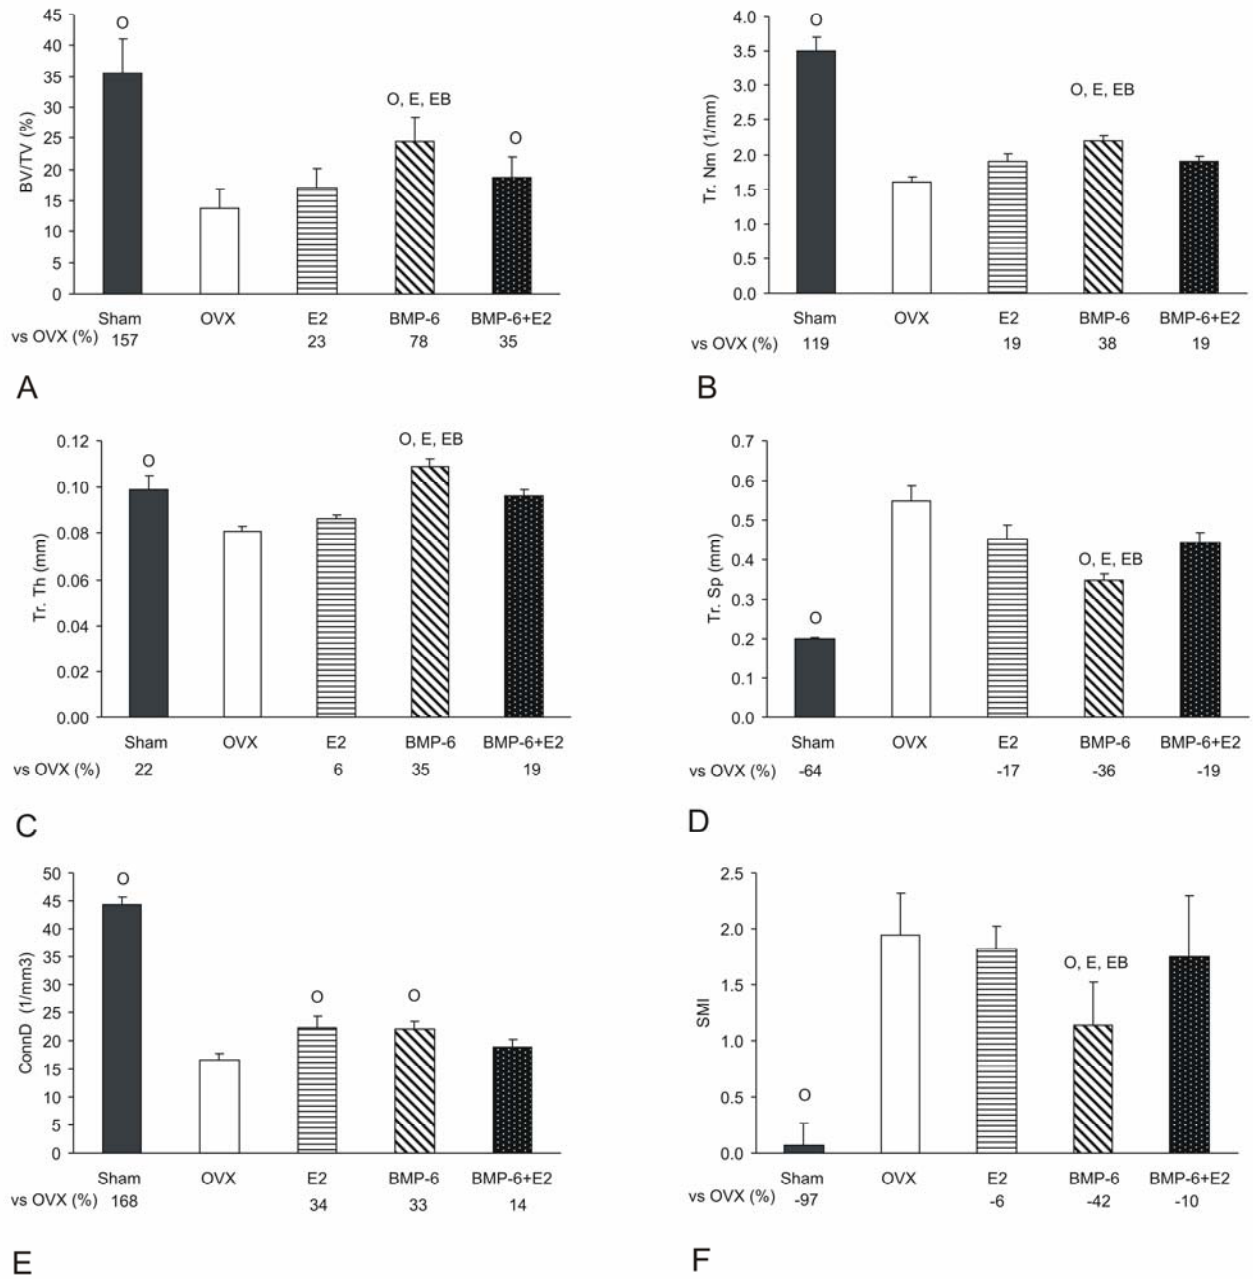 45
40
35
30
25
20
15
10
5
0
BV/TV (%)
O
O, E, EB
O
Sham OVX E2 BMP-6 BMP-6+E2
vs OVX (%) 157 23 78 35
A
4.0
3.5
3.0
2.5
2.0
1.5
1.0
0.5
0.0
Tr. Nm (1/mm)
O
O, E, EB
Sham OVX E2 BMP-6 BMP-6+E2
vs OVX (%) 119 19 38 19
B
0.12
0.10
0.08
0.06
0.04
0.02
0.00
Tr. Th (mm)
O
O, E, EB
Sham OVX E2 BMP-6 BMP-6+E2
vs OVX (%) 22 6 35 19
C
0.7
0.6
0.5
0.4
0.3
0.2
0.1
0.0
Tr. Sp (mm)
O
O, E, EB
Sham OVX E2 BMP-6 BMP-6+E2
vs OVX (%) -64 -17 -36 -19
D
50
45
40
35
30
25
20
15
10
5
0
ConnD (1/mm3)
O
O
O
Sham OVX E2 BMP-6 BMP-6+E2
vs OVX (%) 168 34 33 14
E
2.5
2.0
1.5
1.0
0.5
0.0
SMI
O
O, E, EB
Sham OVX E2 BMP-6 BMP-6+E2
vs OVX (%) -97 -6 -42 -10
F